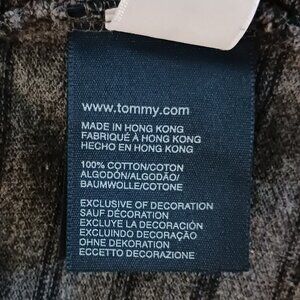 www.tommy.com
MADE IN HONG KONG
FABRIQUÉ À HONG KONG
HECHO EN HONG KONG
100% COTTON/COTON
ALGODÓN/ALGODÃO/
BAUMWOLLE/COTONE
EXCLUSIVE OF DECORATION
SAUF DÉCORATION
EXCLUYE LA DECORACIÓN
EXCLUINDO DECORAÇÃO
OHNE DEKORATION
ECCETTO DECORAZIONE